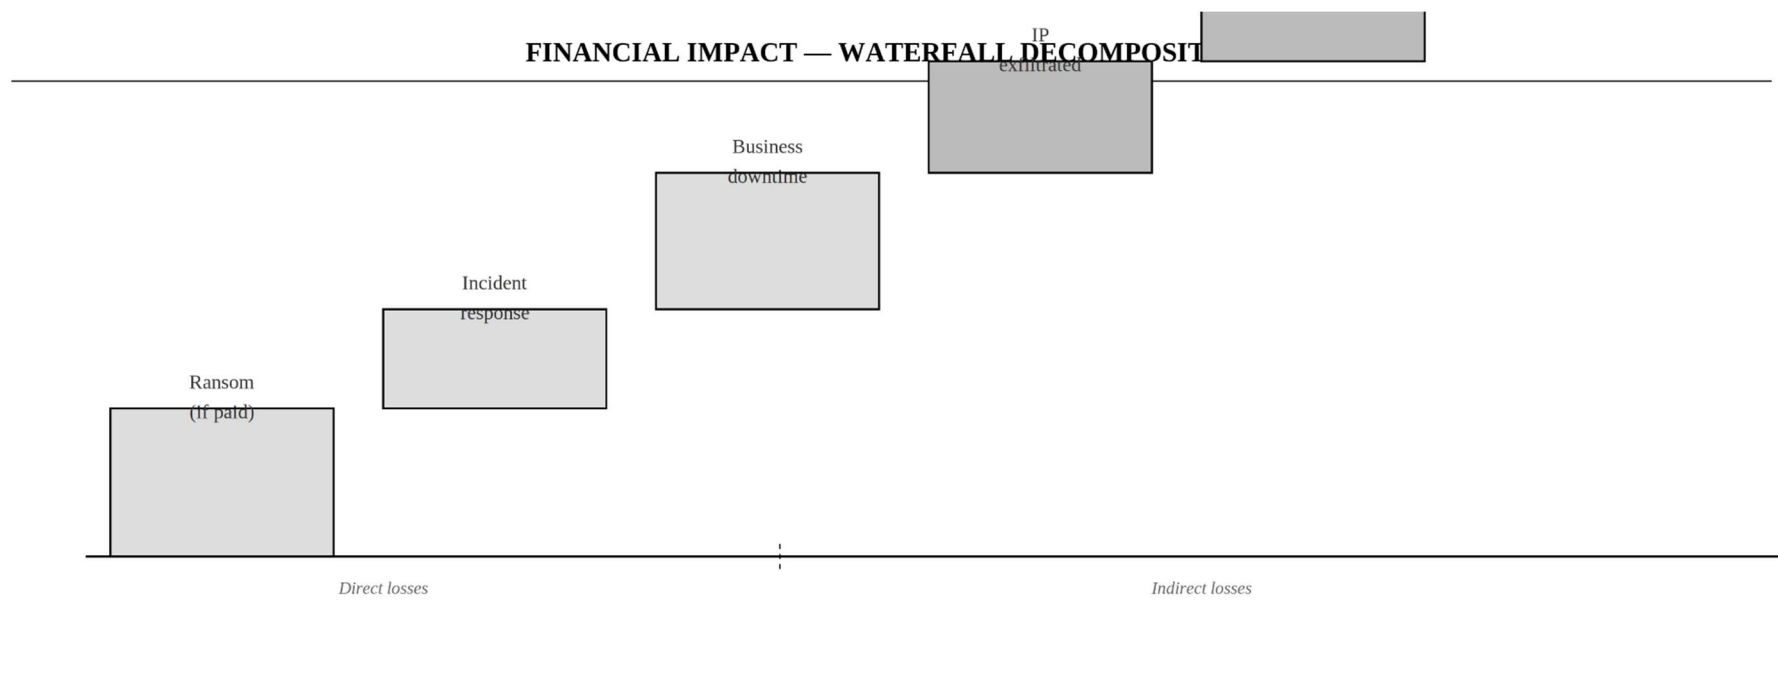 FINANCIAL IMPACT — WATERFALL DECOMPOSIT
IP
exfiltrated
Business
downtime
Incident
response
Ransom
(if paid)
Direct losses
Indirect losses